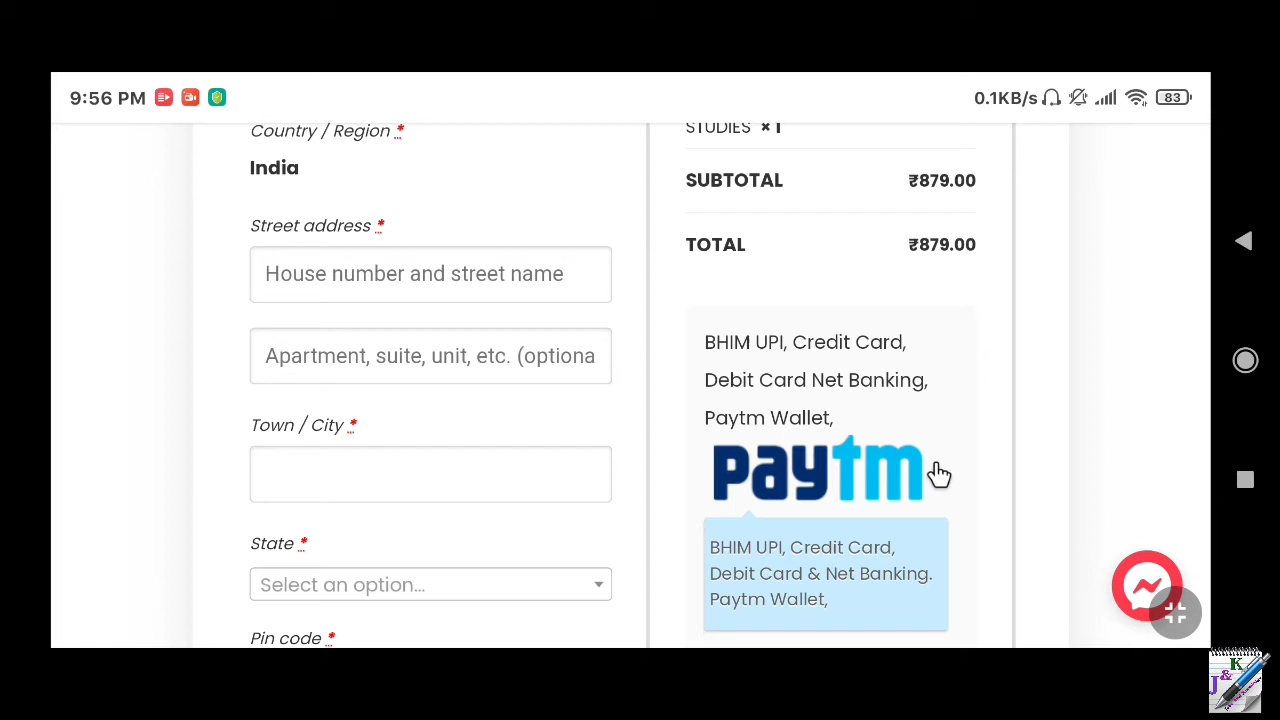 9:56 PM
0.1KB/s
83
Country / Region *
India
Street address *
House number and street name
Apartment, suite, unit, etc. (optiona
Town / City *
State *
Select an option...
Pin code *
STUDIES × 1
SUBTOTAL ₹879.00
TOTAL ₹879.00
BHIM UPI, Credit Card,
Debit Card Net Banking,
Paytm Wallet,
paytm
BHIM UPI, Credit Card,
Debit Card & Net Banking.
Paytm Wallet,
J&K